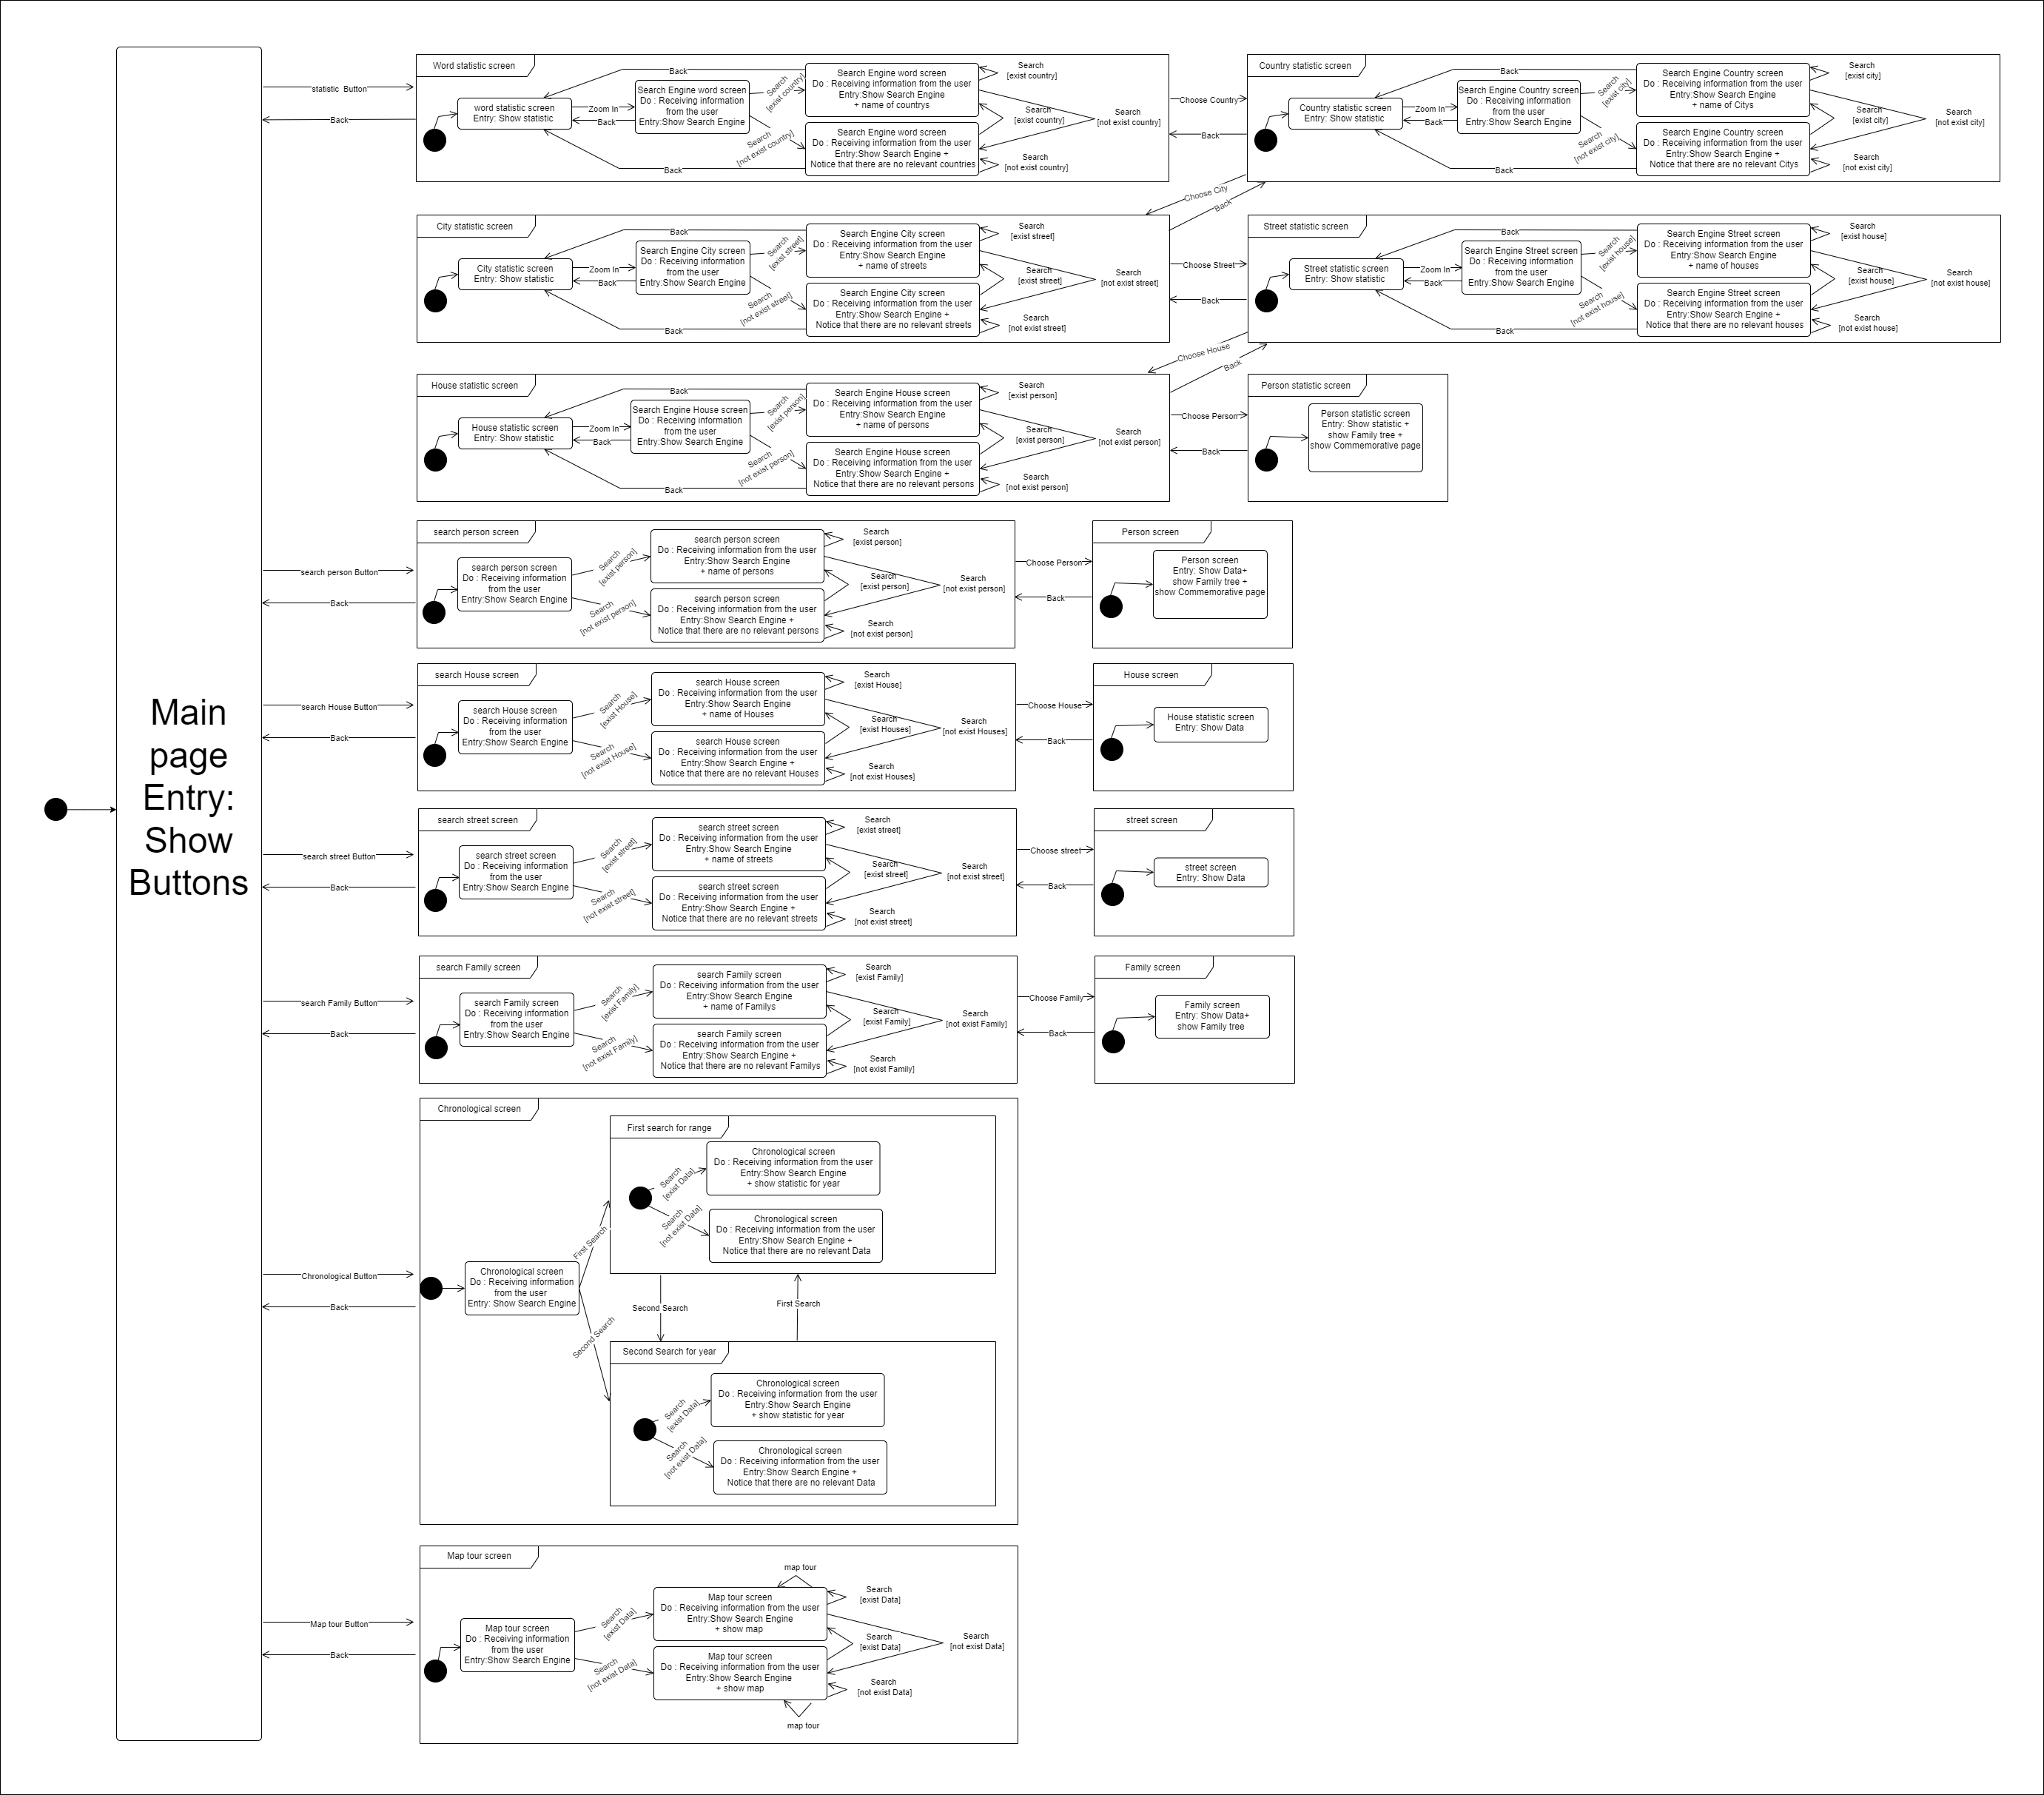 Main
page
Entry:
Show
Buttons
statistic  Button
Back
Word statistic screen
word statistic screen
Entry: Show statistic
Zoom In
Back
Back
Back
Search Engine word screen
Do : Receiving information
from the user
Entry:Show Search Engine
Search
[exist country]
Search
[not exist country]
Search Engine word screen
Do : Receiving information from the user
Entry:Show Search Engine
+ name of countrys
Search Engine word screen
Do : Receiving information from the user
Entry:Show Search Engine +
Notice that there are no relevant countries
Search
[exist country]
Search
[exist country]
Search
[not exist country]
Search
[not exist country]
Choose Country
Back
Country statistic screen
Country statistic screen
Entry: Show statistic
Zoom In
Back
Back
Back
Search Engine Country screen
Do : Receiving information
from the user
Entry:Show Search Engine
Search
[exist city]
Search
[not exist city]
Search Engine Country screen
Do : Receiving information from the user
Entry:Show Search Engine
+ name of Citys
Search Engine Country screen
Do : Receiving information from the user
Entry:Show Search Engine +
Notice that there are no relevant Citys
Search
[exist city]
Search
[exist city]
Search
[not exist city]
Search
[not exist city]
Choose City
Back
City statistic screen
City statistic screen
Entry: Show statistic
Zoom In
Back
Back
Back
Search Engine City screen
Do : Receiving information
from the user
Entry:Show Search Engine
Search
[exist street]
Search
[not exist street]
Search Engine City screen
Do : Receiving information from the user
Entry:Show Search Engine
+ name of streets
Search Engine City screen
Do : Receiving information from the user
Entry:Show Search Engine +
Notice that there are no relevant streets
Search
[exist street]
Search
[exist street]
Search
[not exist street]
Search
[not exist street]
Choose Street
Back
Street statistic screen
Street statistic screen
Entry: Show statistic
Zoom In
Back
Back
Back
Search Engine Street screen
Do : Receiving information
from the user
Entry:Show Search Engine
Search
[exist house]
Search
[not exist house]
Search Engine Street screen
Do : Receiving information from the user
Entry:Show Search Engine
+ name of houses
Search Engine Street screen
Do : Receiving information from the user
Entry:Show Search Engine +
Notice that there are no relevant houses
Search
[exist house]
Search
[exist house]
Search
[not exist house]
Search
[not exist house]
Choose House
Back
House statistic screen
House statistic screen
Entry: Show statistic
Zoom In
Back
Back
Back
Search Engine House screen
Do : Receiving information
from the user
Entry:Show Search Engine
Search
[exist person]
Search
[not exist person]
Search Engine House screen
Do : Receiving information from the user
Entry:Show Search Engine
+ name of persons
Search Engine House screen
Do : Receiving information from the user
Entry:Show Search Engine +
Notice that there are no relevant persons
Search
[exist person]
Search
[exist person]
Search
[not exist person]
Search
[not exist person]
Choose Person
Back
Person statistic screen
Person statistic screen
Entry: Show statistic +
show Family tree +
show Commemorative page
search person Button
Back
search person screen
search person screen
Do : Receiving information
from the user
Entry:Show Search Engine
Search
[exist person]
Search
[not exist person]
search person screen
Do : Receiving information from the user
Entry:Show Search Engine
+ name of persons
search person screen
Do : Receiving information from the user
Entry:Show Search Engine +
Notice that there are no relevant persons
Search
[exist person]
Search
[exist person]
Search
[not exist person]
Search
[not exist person]
Choose Person
Back
Person screen
Person screen
Entry: Show Data+
show Family tree +
show Commemorative page
search House Button
Back
search House screen
search House screen
Do : Receiving information
from the user
Entry:Show Search Engine
Search
[exist House]
Search
[not exist House]
search House screen
Do : Receiving information from the user
Entry:Show Search Engine
+ name of Houses
search House screen
Do : Receiving information from the user
Entry:Show Search Engine +
Notice that there are no relevant Houses
Search
[exist House]
Search
[exist Houses]
Search
[not exist Houses]
Search
[not exist Houses]
Choose House
Back
House screen
House statistic screen
Entry: Show Data
search street Button
Back
search street screen
search street screen
Do : Receiving information
from the user
Entry:Show Search Engine
Search
[exist street]
Search
[not exist street]
search street screen
Do : Receiving information from the user
Entry:Show Search Engine
+ name of streets
search street screen
Do : Receiving information from the user
Entry:Show Search Engine +
Notice that there are no relevant streets
Search
[exist street]
Search
[exist street]
Search
[not exist street]
Search
[not exist street]
Choose street
Back
street screen
street screen
Entry: Show Data
search Family Button
Back
search Family screen
search Family screen
Do : Receiving information
from the user
Entry:Show Search Engine
Search
[exist Family]
Search
[not exist Family]
search Family screen
Do : Receiving information from the user
Entry:Show Search Engine
+ name of Familys
search Family screen
Do : Receiving information from the user
Entry:Show Search Engine +
Notice that there are no relevant Familys
Search
[exist Family]
Search
[exist Family]
Search
[not exist Family]
Search
[not exist Family]
Choose Family
Back
Family screen
Family screen
Entry: Show Data+
show Family tree
Chronological Button
Back
Chronological screen
Chronological screen
Do : Receiving information
from the user
Entry: Show Search Engine
First Search
Second Search
First search for range
Search
[exist Data]
Search
[not exist Data]
Chronological screen
Do : Receiving information from the user
Entry:Show Search Engine
+ show statistic for year
Chronological screen
Do : Receiving information from the user
Entry:Show Search Engine +
Notice that there are no relevant Data
Second Search
First Search
Second Search for year
Search
[exist Data]
Search
[not exist Data]
Chronological screen
Do : Receiving information from the user
Entry:Show Search Engine
+ show statistic for year
Chronological screen
Do : Receiving information from the user
Entry:Show Search Engine +
Notice that there are no relevant Data
Map tour Button
Back
Map tour screen
Map tour screen
Do : Receiving information
from the user
Entry:Show Search Engine
Search
[exist Data]
Search
[not exist Data]
map tour
Map tour screen
Do : Receiving information from the user
Entry:Show Search Engine
+ show map
Map tour screen
Do : Receiving information from the user
Entry:Show Search Engine
+ show map
map tour
Search
[exist Data]
Search
[exist Data]
Search
[not exist Data]
Search
[not exist Data]